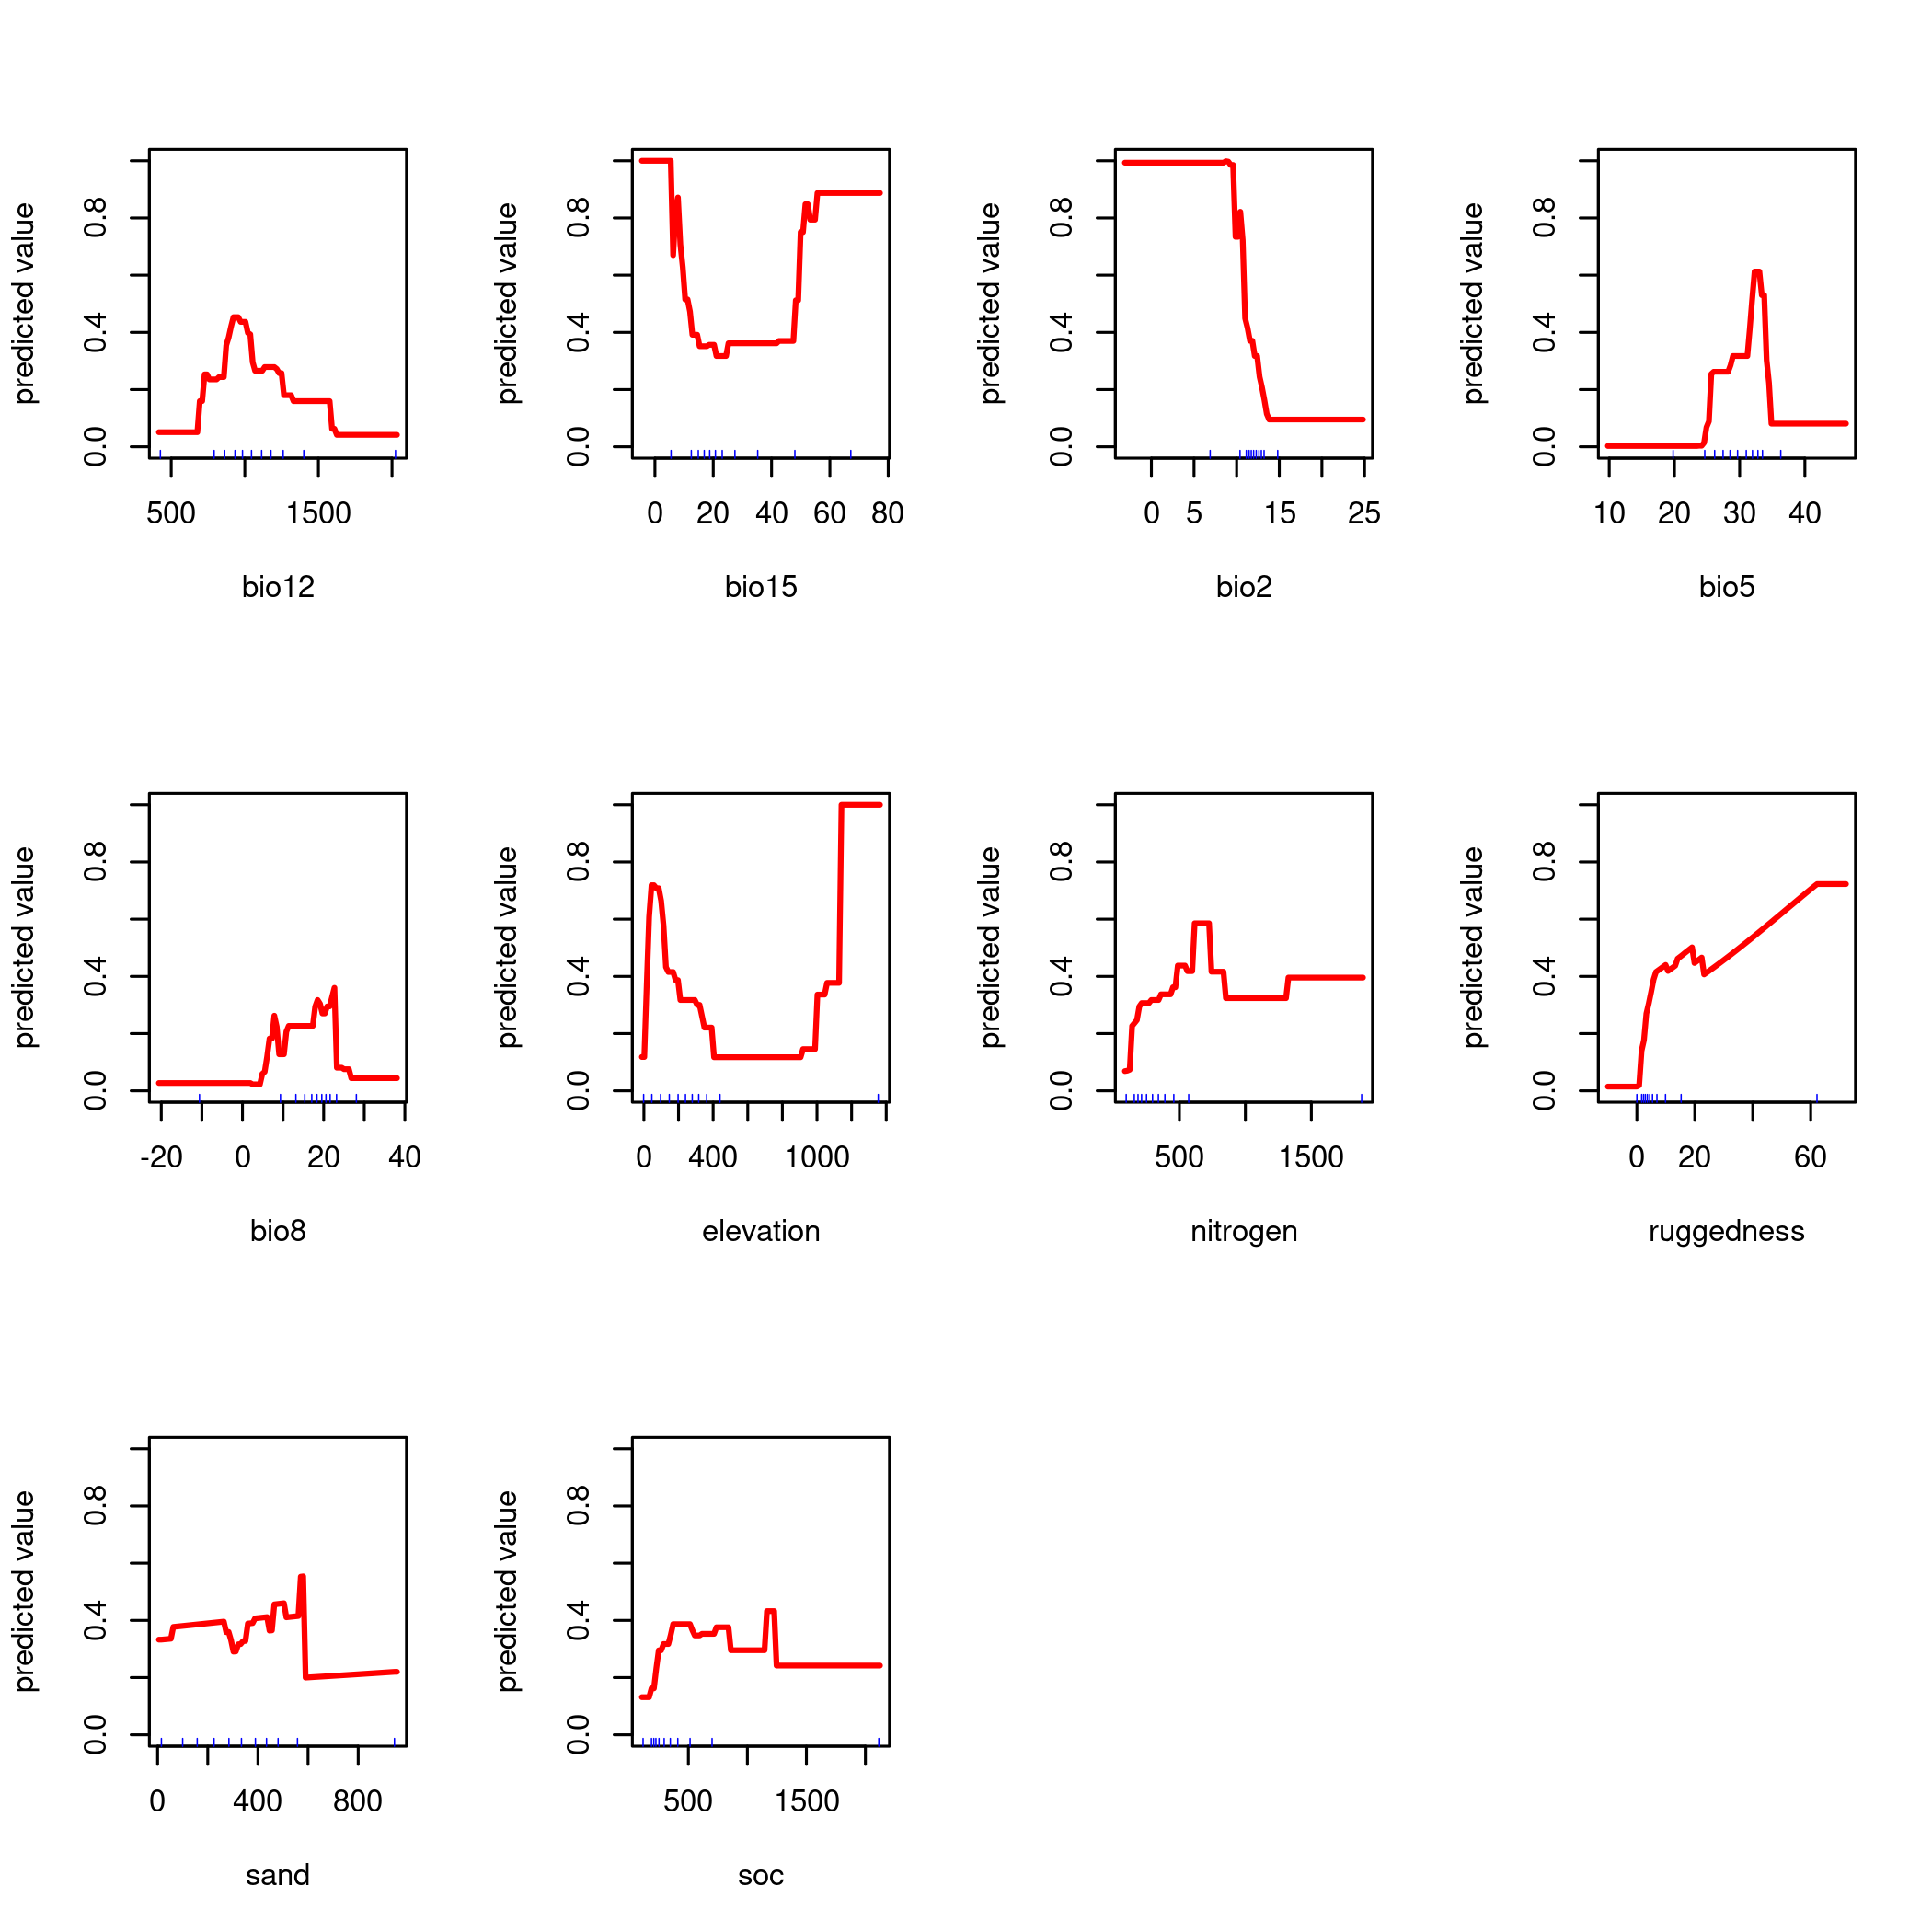 predicted value
0.0 0.4 0.8
500 1500
bio12
predicted value
0.0 0.4 0.8
0 20 40 60 80
bio15
predicted value
0.0 0.4 0.8
0 5 15 25
bio2
predicted value
0.0 0.4 0.8
10 20 30 40
bio5
predicted value
0.0 0.4 0.8
-20 0 20 40
bio8
predicted value
0.0 0.4 0.8
0 400 1000
elevation
predicted value
0.0 0.4 0.8
500 1500
nitrogen
predicted value
0.0 0.4 0.8
0 20 60
ruggedness
predicted value
0.0 0.4 0.8
0 400 800
sand
predicted value
0.0 0.4 0.8
500 1500
soc